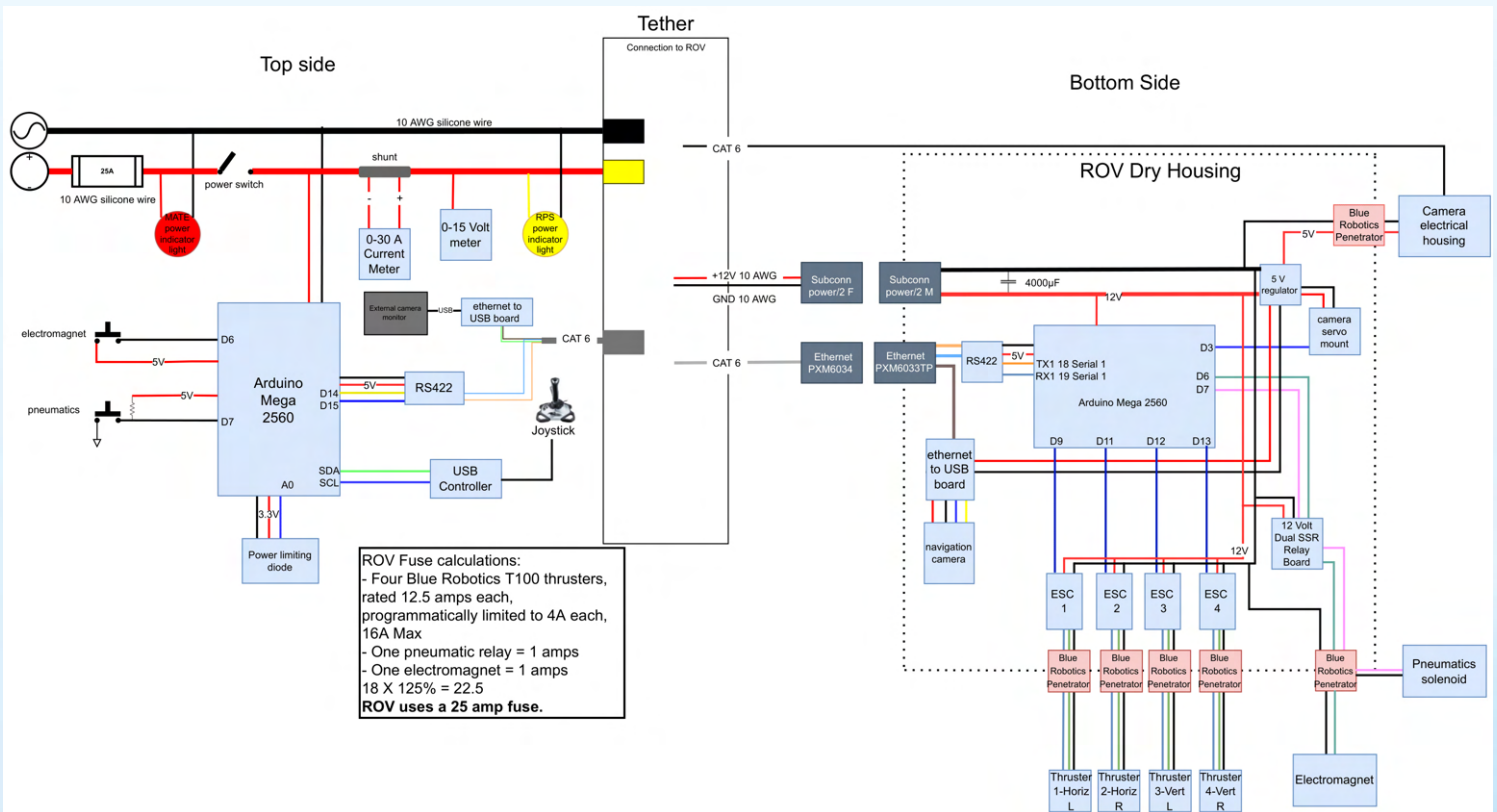 Tether
Connection to ROV
Top side
Bottom Side
10 AWG silicone wire
+
-
25A
10 AWG silicone wire
power switch
shunt
-
+
MATE
power
indicator
light
0-30 A
Current
Meter
0-15 Volt
meter
RPS
power
indicator
light
External camera
monitor
USB
ethernet to
USB board
CAT 6
electromagnet
5V
D6
pneumatics
5V
D7
Arduino
Mega
2560
5V
D14
D15
RS422
Joystick
SDA
SCL
USB
Controller
A0
3.3V
Power limiting
diode
ROV Fuse calculations:
- Four Blue Robotics T100 thrusters,
rated 12.5 amps each,
programmatically limited to 4A each,
16A Max
- One pneumatic relay = 1 amps
- One electromagnet = 1 amps
18 X 125% = 22.5
ROV uses a 25 amp fuse.
CAT 6
+12V 10 AWG
GND 10 AWG
CAT 6
Subconn
power/2 F
Subconn
power/2 M
Ethernet
PXM6034
Ethernet
PXM6033TP
ROV Dry Housing
Blue
Robotics
Penetrator
Camera
electrical
housing
5V
5 V
regulator
4000µF
12V
camera
servo
mount
RS422
5V
TX1 18 Serial 1
RX1 19 Serial 1
Arduino Mega 2560
D3
D6
D7
D9
D11
D12
D13
ethernet
to USB
board
navigation
camera
12 Volt
Dual SSR
Relay
Board
12V
ESC
1
ESC
2
ESC
3
ESC
4
Blue
Robotics
Penetrator
Blue
Robotics
Penetrator
Blue
Robotics
Penetrator
Blue
Robotics
Penetrator
Blue
Robotics
Penetrator
Pneumatics
solenoid
Thruster
1-Horiz
L
Thruster
2-Horiz
R
Thruster
3-Vert
L
Thruster
4-Vert
R
Electromagnet